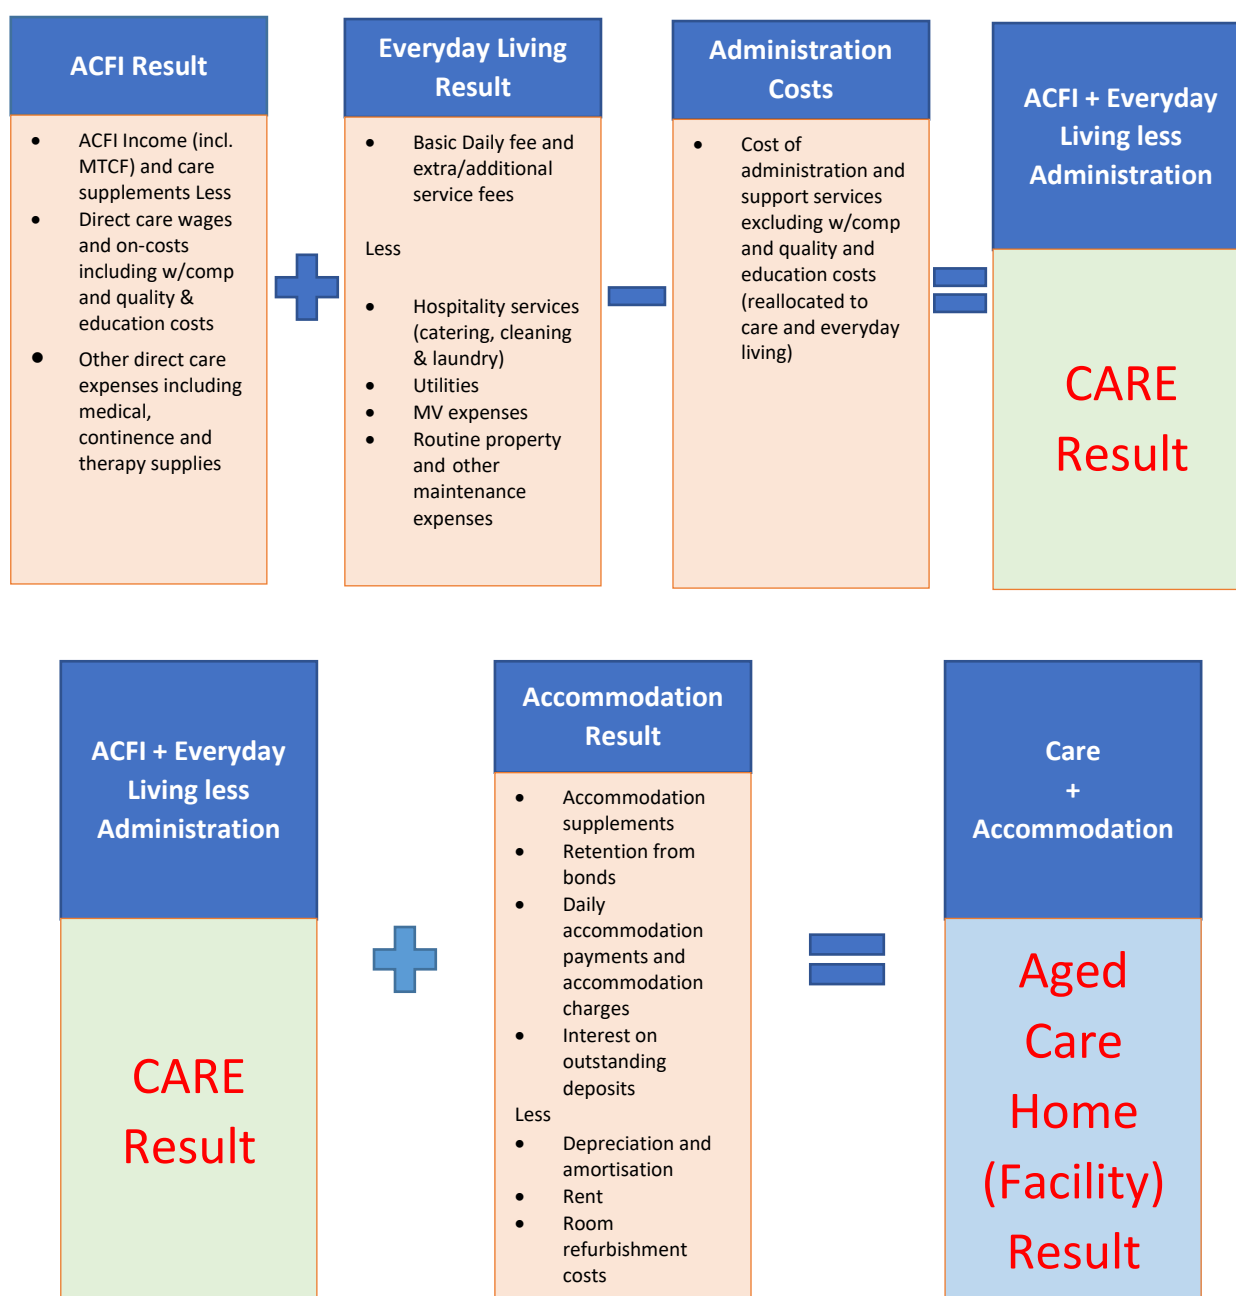 ACFI Result
• ACFI Income (incl.
MTCF) and care
supplements Less
• Direct care wages
and on-costs
including w/comp
and quality &
education costs
• Other direct care
expenses including
medical,
continence and
therapy supplies
Everyday Living
Result
• Basic Daily fee and
extra/additional
service fees
Less
• Hospitality services
(catering, cleaning
& laundry)
• Utilities
• MV expenses
• Routine property
and other
maintenance
expenses
Administration
Costs
• Cost of
administration and
support services
excluding w/comp
and quality and
education costs
(reallocated to
care and everyday
living)
ACFI + Everyday
Living less
Administration
CARE
Result
ACFI + Everyday
Living less
Administration
CARE
Result
Accommodation
Result
• Accommodation
supplements
• Retention from
bonds
• Daily
accommodation
payments and
accommodation
charges
• Interest on
outstanding
deposits
Less
• Depreciation and
amortisation
• Rent
• Room
refurbishment
costs
Care
+
Accommodation
Aged
Care
Home
(Facility)
Result